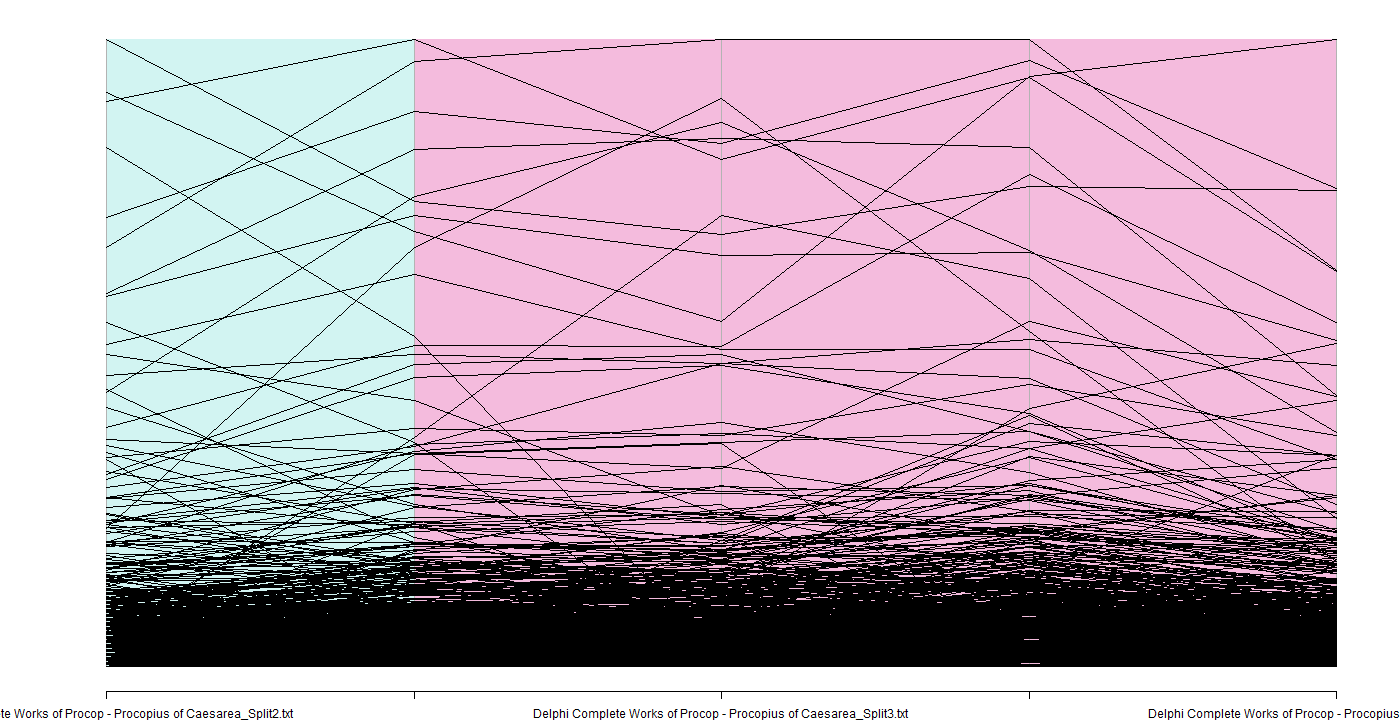 te Works of Procop - Procopius of Caesarea_Split2.txt
Delphi Complete Works of Procop - Procopius of Caesarea_Split3.txt
Delphi Complete Works of Procop - Procopius